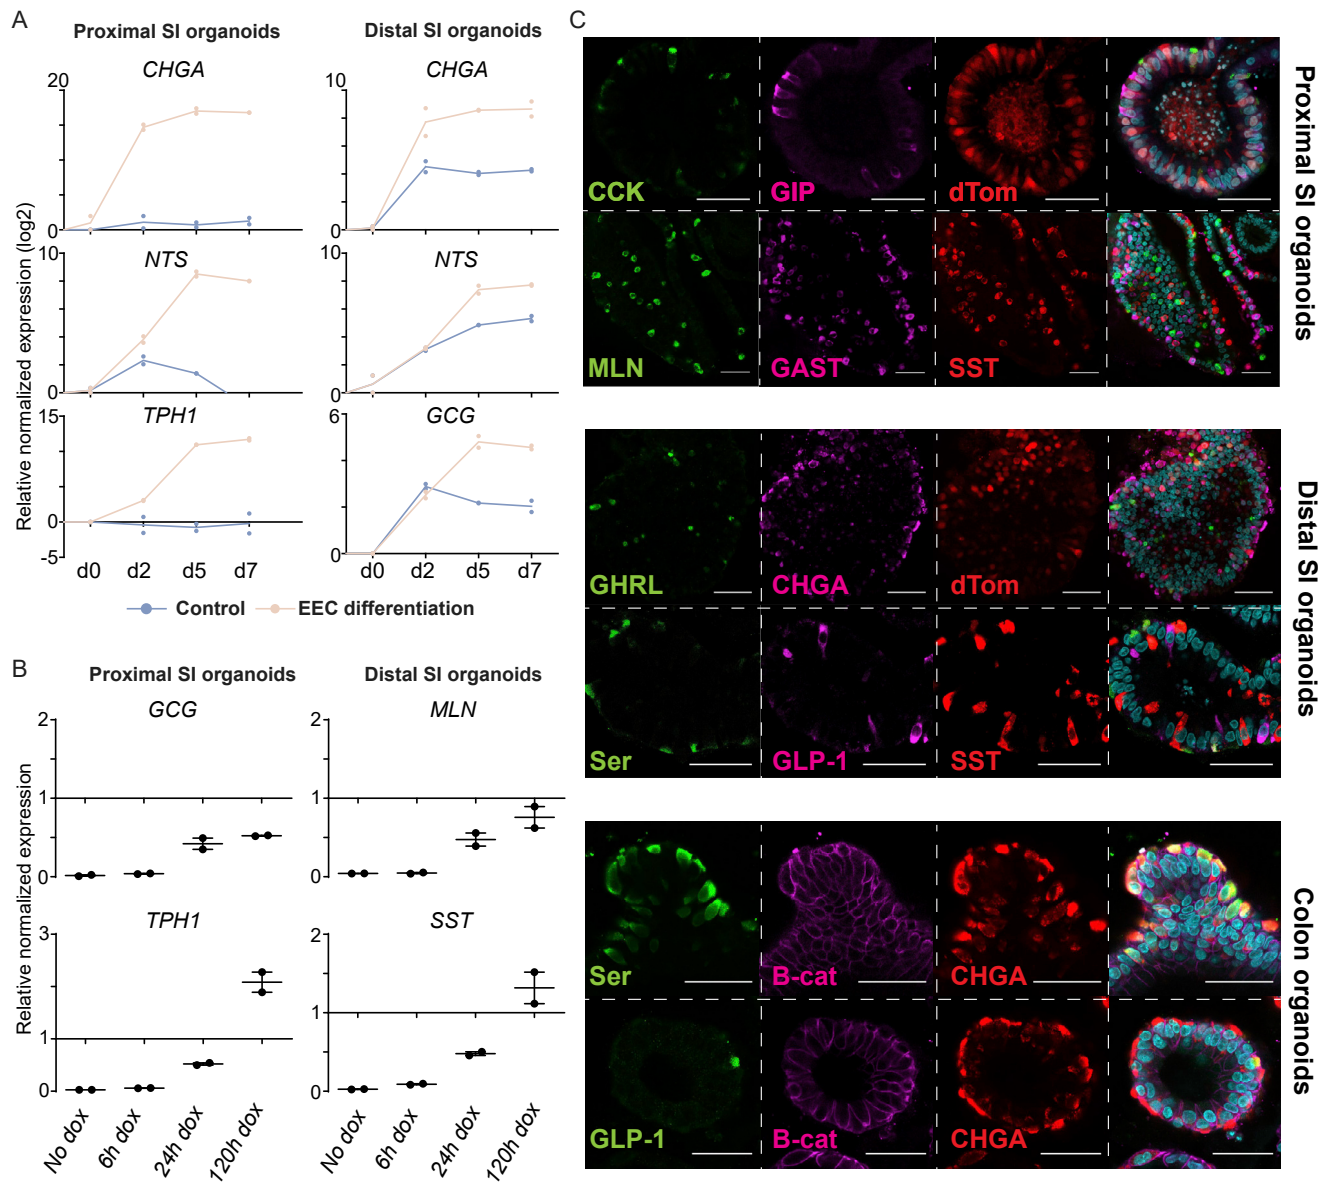 A
Proximal SI organoids
Distal SI organoids
CHGA
CHGA
20
0
10
0
NTS
NTS
10
0
10
0
TPH1
GCG
15
0
-5
6
0
Relative normalized expression (log2)
d0 d2 d5 d7
d0 d2 d5 d7
Control
EEC differentiation
B
Proximal SI organoids
Distal SI organoids
GCG
MLN
2
1
0
2
1
0
TPH1
SST
3
1
0
2
1
0
Relative normalized expression
No dox
6h dox
24h dox
120h dox
No dox
6h dox
24h dox
120h dox
C
CCK
GIP
dTom
MLN
GAST
SST
Proximal SI organoids
GHRL
CHGA
dTom
Ser
GLP-1
SST
Distal SI organoids
Ser
B-cat
CHGA
GLP-1
B-cat
CHGA
Colon organoids